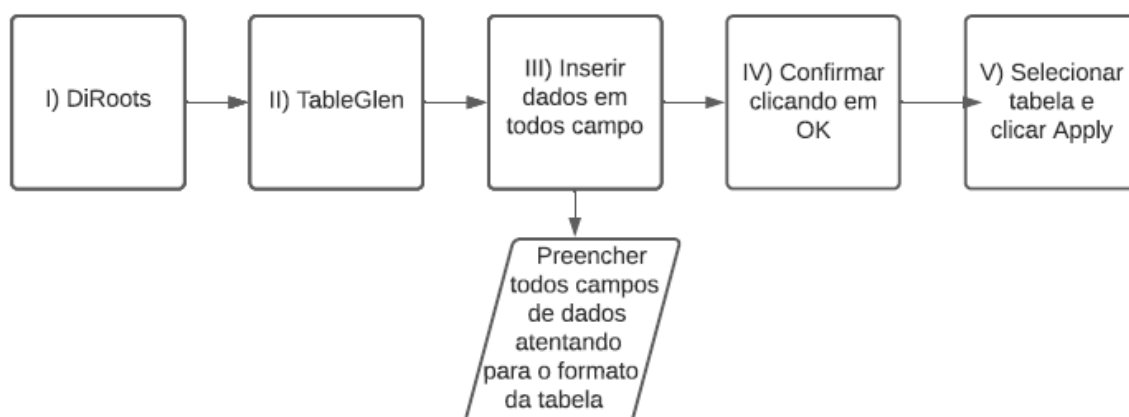 I) DiRoots
II) TableGlen
III) Inserir
dados em
todos campo
IV) Confirmar
clicando em
OK
V) Selecionar
tabela e
clicar Apply
Preencher
todos campos
de dados
atentando
para o formato
da tabela